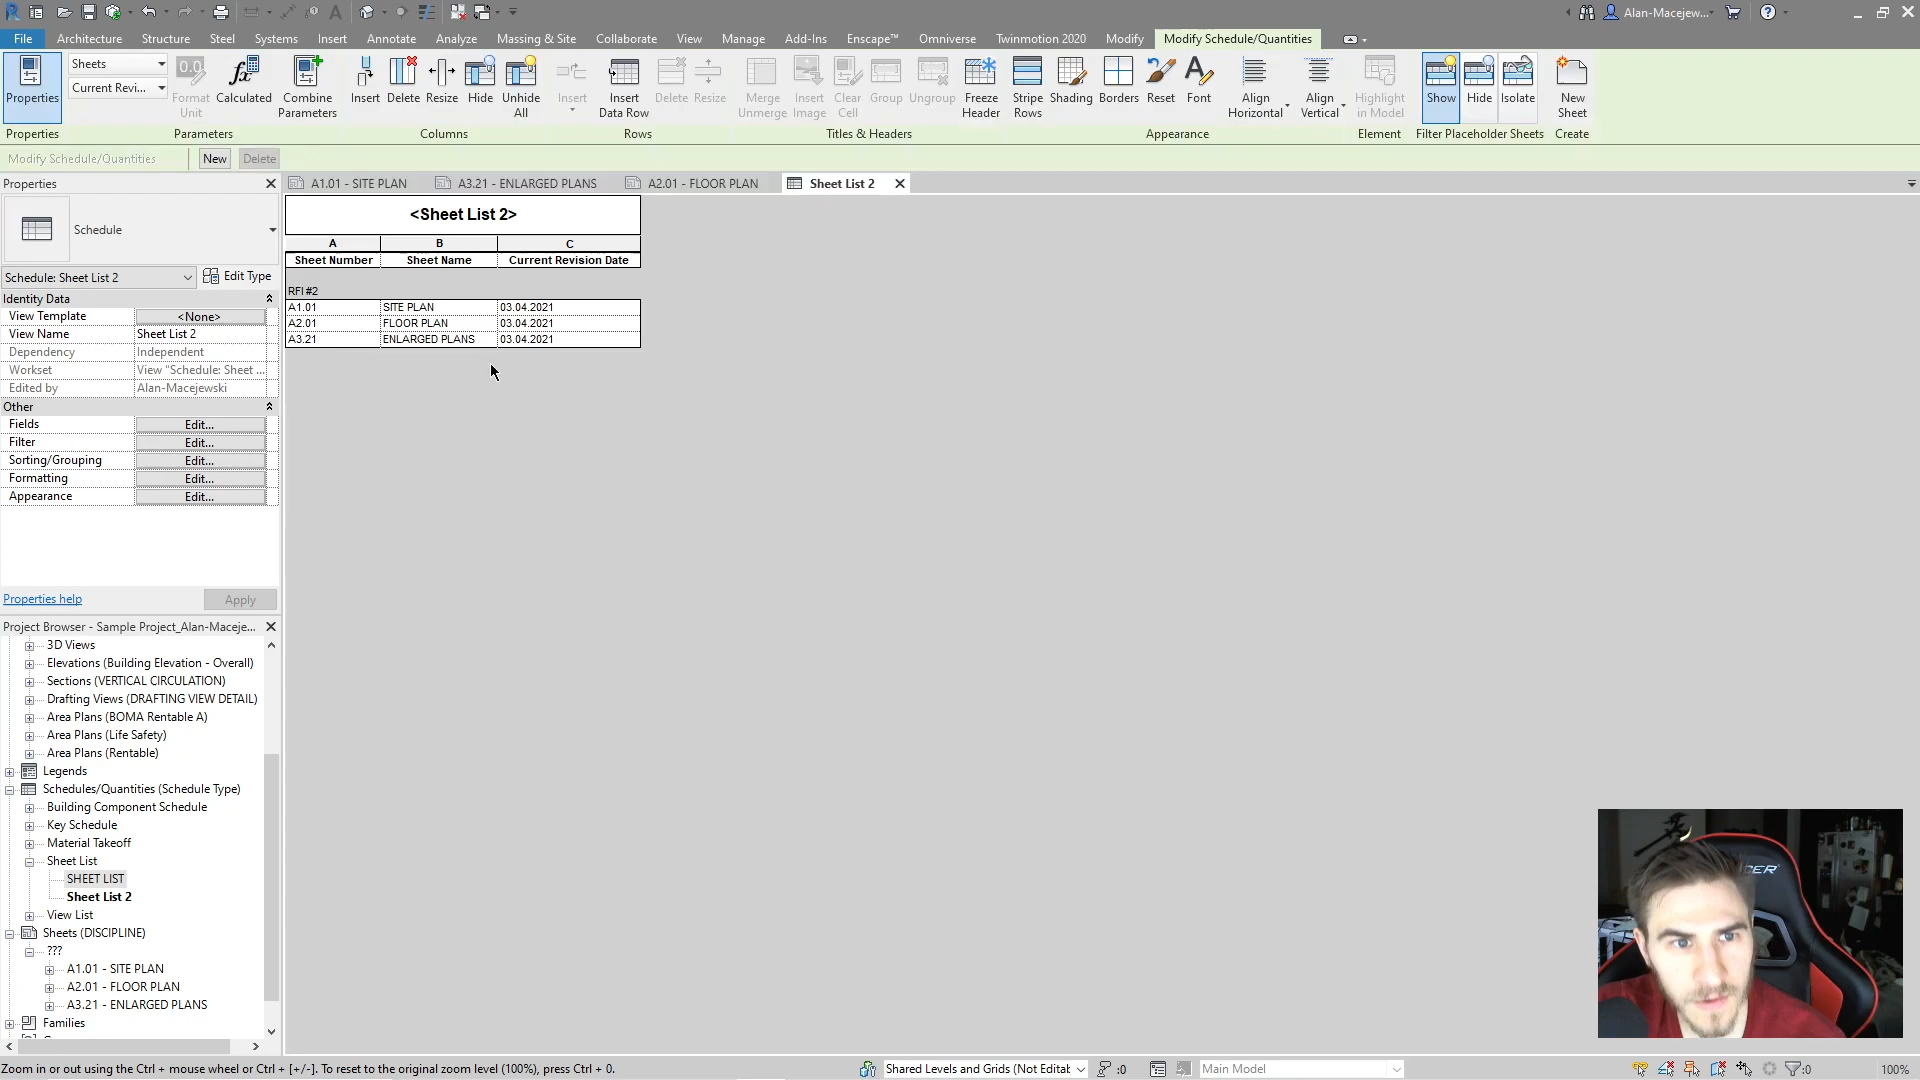 Alan-Macejew...
File Architecture Structure Steel Systems Insert Annotate Analyze Massing & Site Collaborate View Manage Add-Ins Enscape™ Omniverse Twinmotion 2020 Modify Modify Schedule/Quantities
Properties
Sheets
Current Revi...
Format Unit
Calculated
Combine Parameters
Insert
Delete
Resize
Hide
Unhide All
Insert
Insert Data Row
Delete
Resize
Merge Unmerge
Insert Image
Clear Cell
Group
Ungroup
Freeze Header
Stripe Rows
Shading
Borders
Reset
Font
Align Horizontal
Align Vertical
Highlight in Model
Show
Hide
Isolate
New Sheet
Properties Parameters Columns Rows Titles & Headers Appearance Element Filter Placeholder Sheets Create
Modify Schedule/Quantities New Delete
Properties
A1.01 - SITE PLAN A3.21 - ENLARGED PLANS A2.01 - FLOOR PLAN Sheet List 2
Schedule
Schedule: Sheet List 2 Edit Type
Identity Data
View Template <None>
View Name Sheet List 2
Dependency Independent
Workset View "Schedule: Sheet ...
Edited by Alan-Macejewski
Other
Fields Edit...
Filter Edit...
Sorting/Grouping Edit...
Formatting Edit...
Appearance Edit...
Properties help Apply
<Sheet List 2>
A B C
Sheet Number Sheet Name Current Revision Date
RFI #2
A1.01 SITE PLAN 03.04.2021
A2.01 FLOOR PLAN 03.04.2021
A3.21 ENLARGED PLANS 03.04.2021
Project Browser - Sample Project_Alan-Maceje...
3D Views
Elevations (Building Elevation - Overall)
Sections (VERTICAL CIRCULATION)
Drafting Views (DRAFTING VIEW DETAIL)
Area Plans (BOMA Rentable A)
Area Plans (Life Safety)
Area Plans (Rentable)
Legends
Schedules/Quantities (Schedule Type)
Building Component Schedule
Key Schedule
Material Takeoff
Sheet List
SHEET LIST
Sheet List 2
View List
Sheets (DISCIPLINE)
???
A1.01 - SITE PLAN
A2.01 - FLOOR PLAN
A3.21 - ENLARGED PLANS
Families
Zoom in or out using the Ctrl + mouse wheel or Ctrl + [+/-]. To reset to the original zoom level (100%), press Ctrl + 0.
Shared Levels and Grids (Not Editat :0 Main Model :0 100%